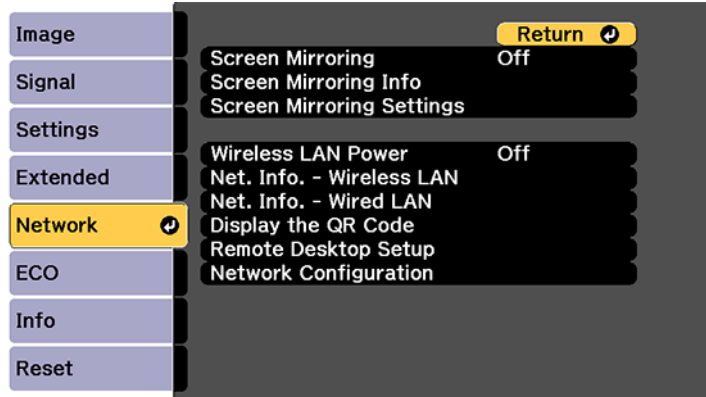 Image
Signal
Settings
Extended
Network
ECO
Info
Reset
Return
Screen Mirroring Off
Screen Mirroring Info
Screen Mirroring Settings
Wireless LAN Power Off
Net. Info. - Wireless LAN
Net. Info. - Wired LAN
Display the QR Code
Remote Desktop Setup
Network Configuration